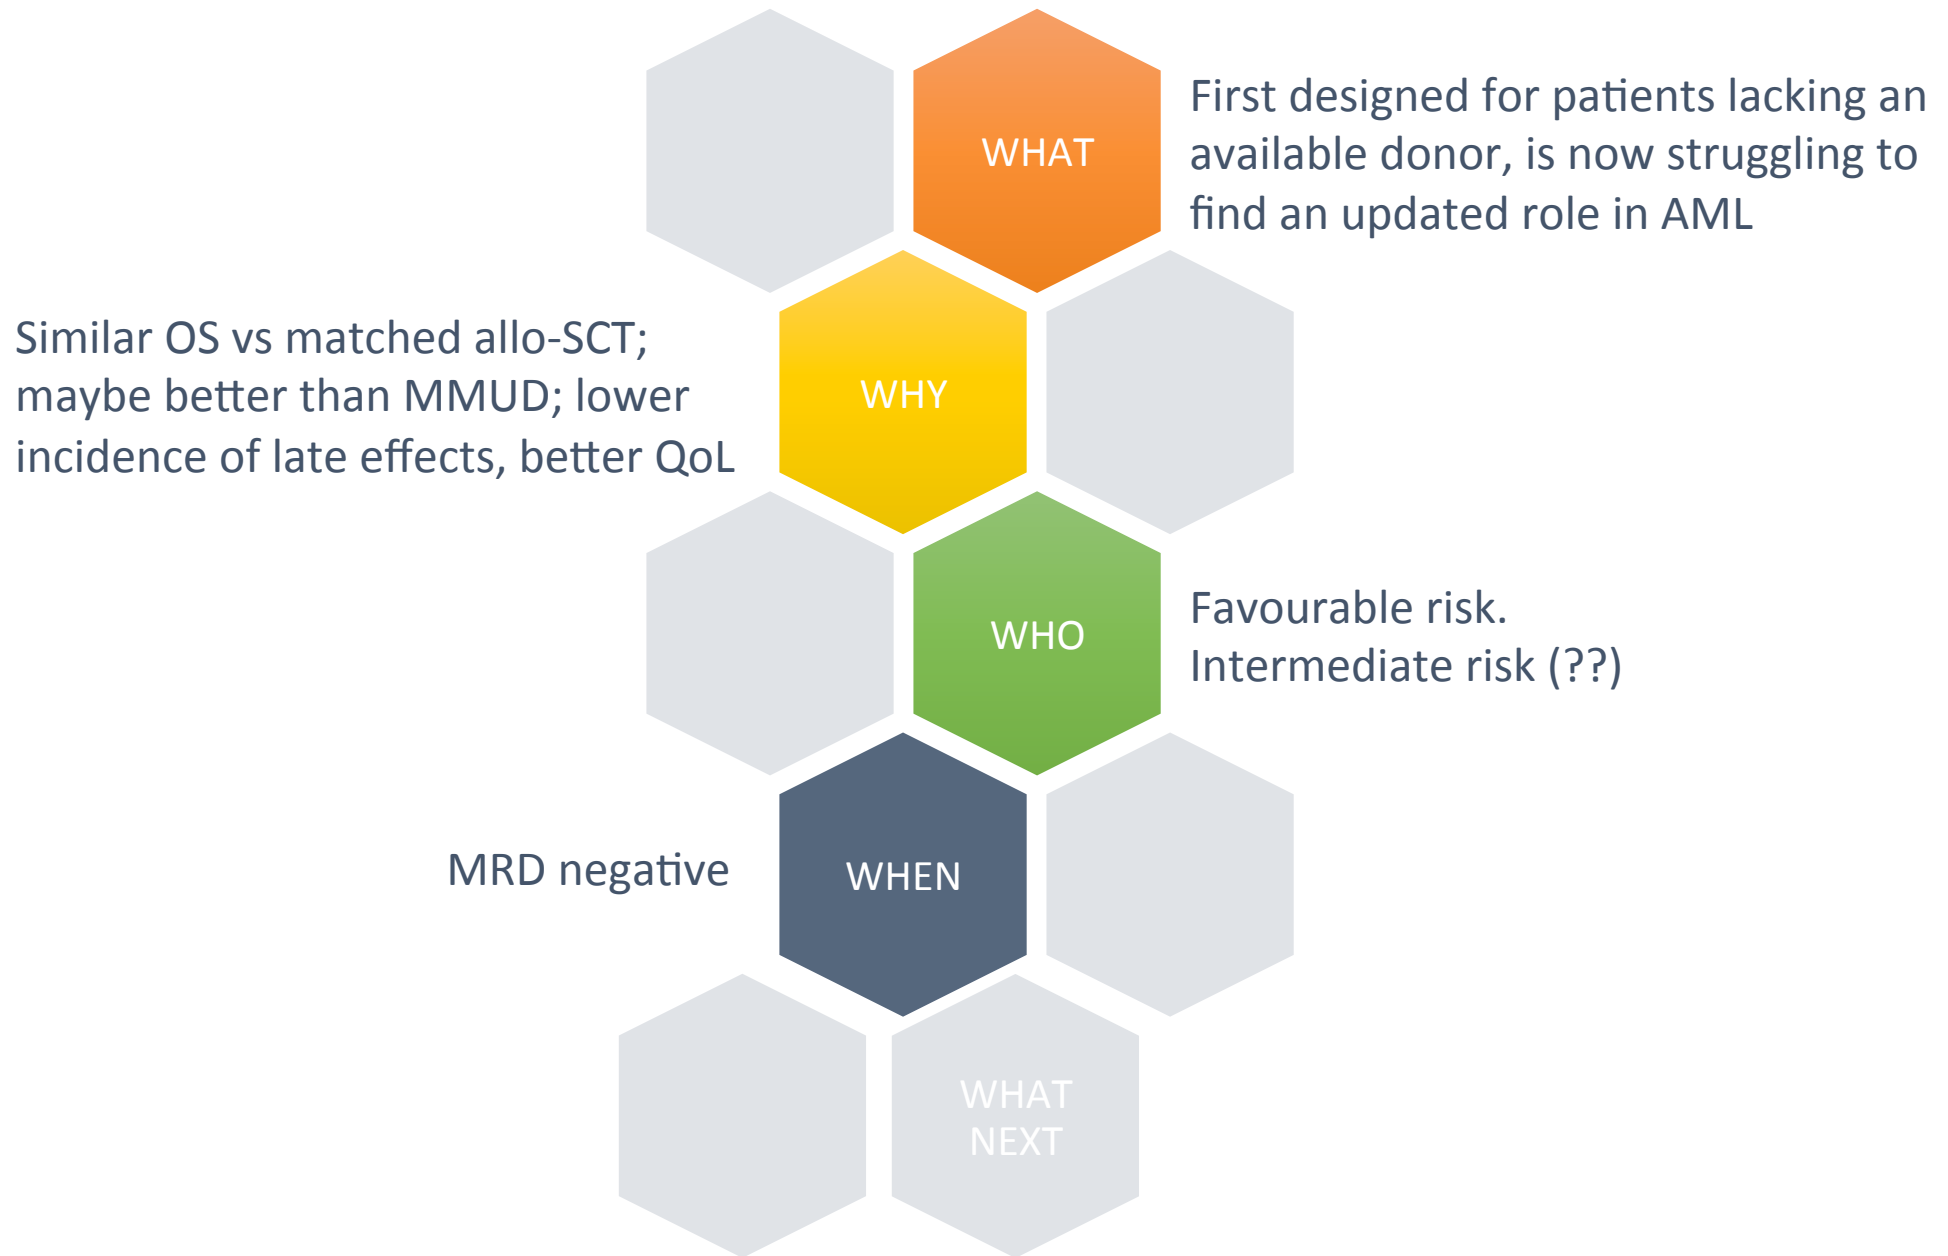 WHAT
First designed for patients lacking an
available donor, is now struggling to
find an updated role in AML
Similar OS vs matched allo-SCT;
maybe better than MMUD; lower
incidence of late effects, better QoL
WHY
WHO
Favourable risk.
Intermediate risk (??)
MRD negative
WHEN
WHAT
NEXT